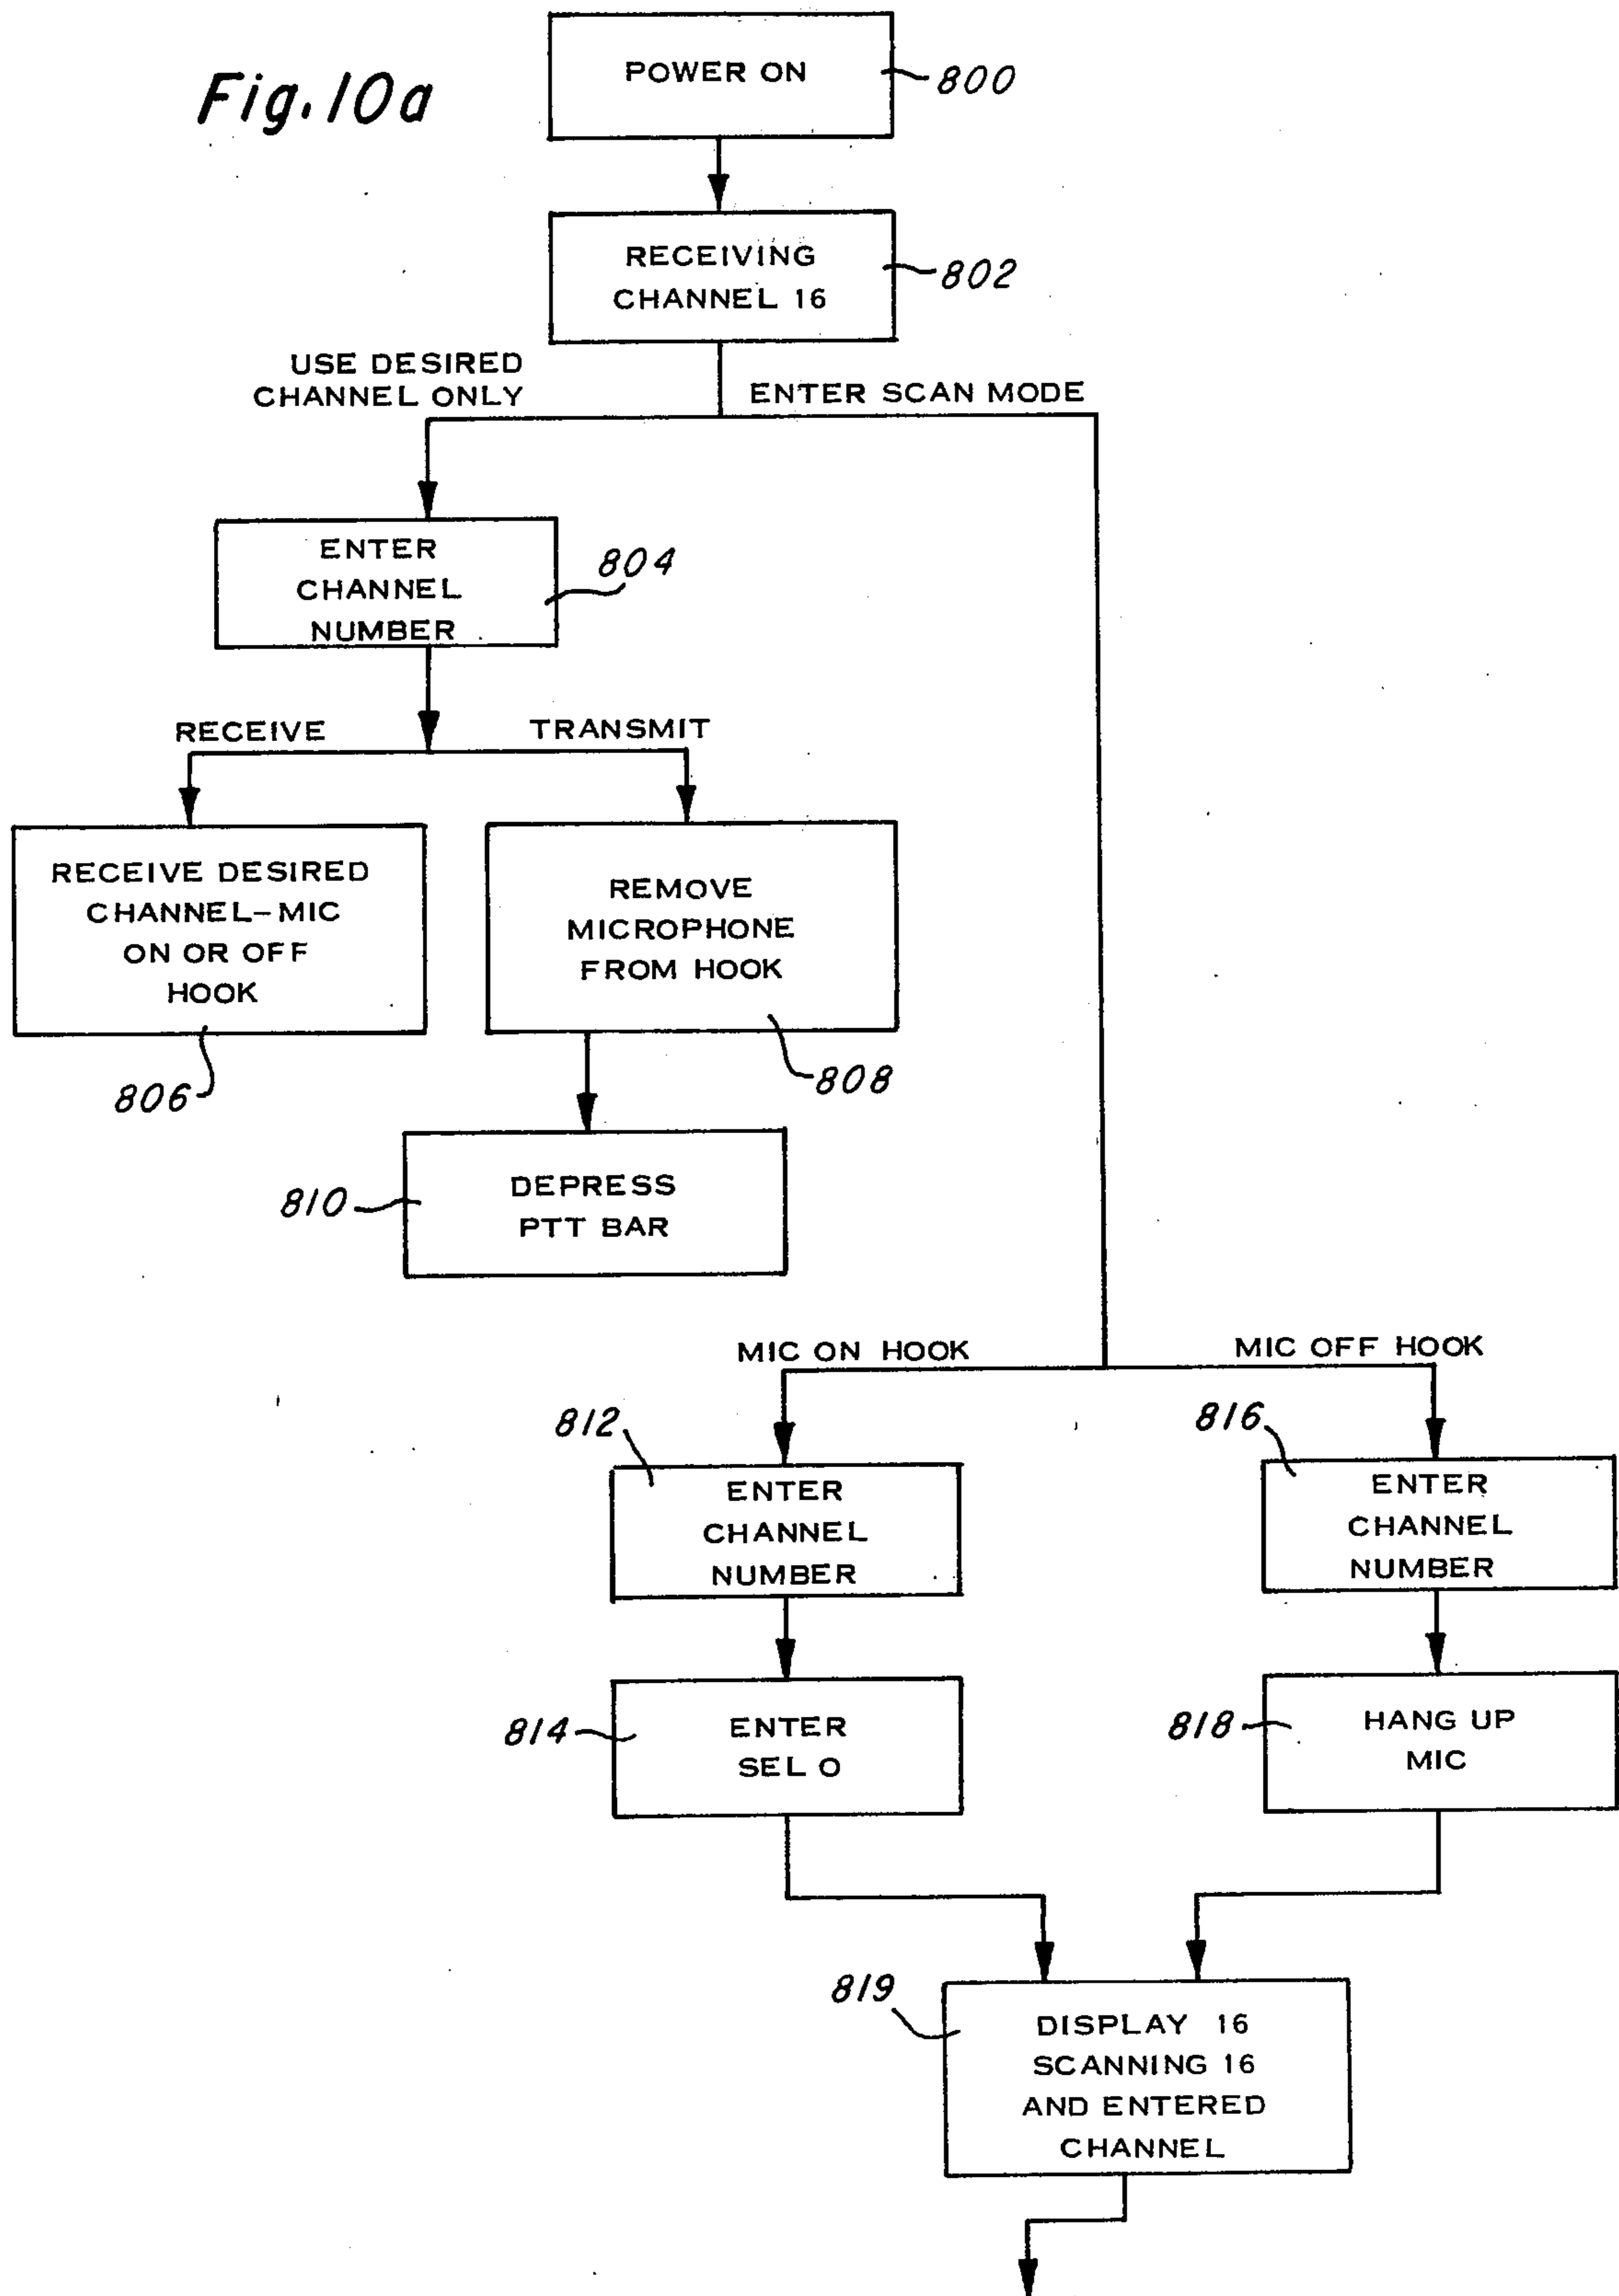 Fig. 10a
POWER ON
800
RECEIVING
CHANNEL 16
802
USE DESIRED
CHANNEL ONLY
ENTER SCAN MODE
ENTER
CHANNEL
NUMBER
804
RECEIVE
TRANSMIT
RECEIVE DESIRED
CHANNEL-MIC
ON OR OFF
HOOK
806
REMOVE
MICROPHONE
FROM HOOK
808
DEPRESS
PTT BAR
810
MIC ON HOOK
MIC OFF HOOK
812
ENTER
CHANNEL
NUMBER
816
ENTER
CHANNEL
NUMBER
814
ENTER
SEL O
818
HANG UP
MIC
819
DISPLAY 16
SCANNING 16
AND ENTERED
CHANNEL